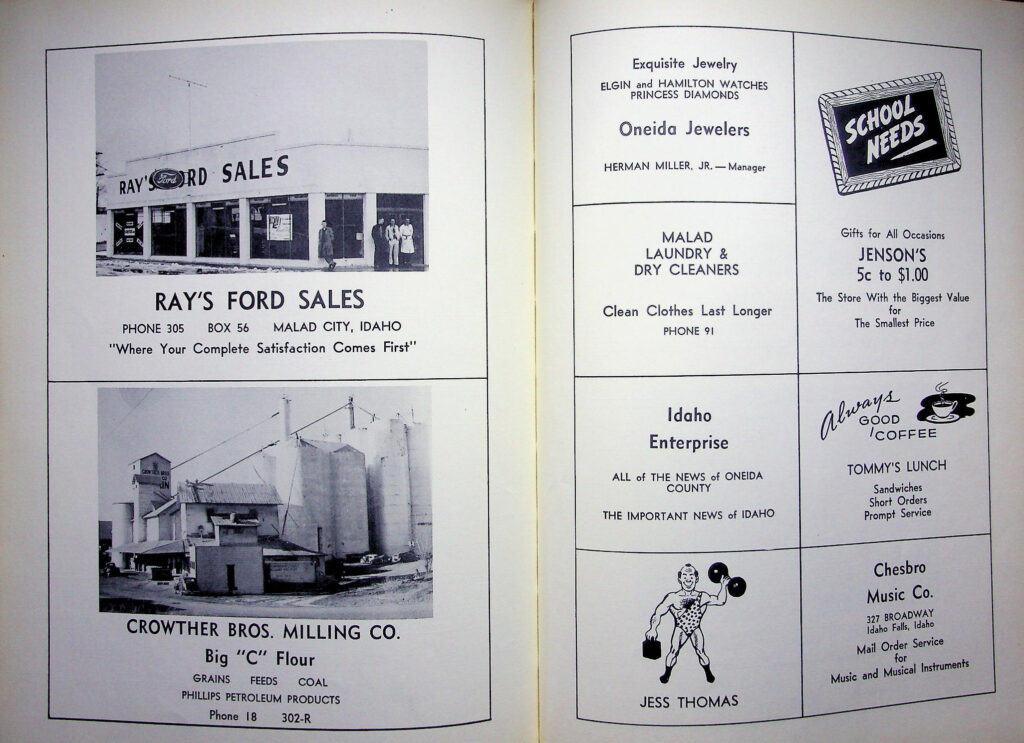 RAY'S FORD SALES
Ford
RAY'S FORD SALES
PHONE 305 BOX 56 MALAD CITY, IDAHO
"Where Your Complete Satisfaction Comes First"
CROWTHER BROS
CROWTHER BROS. MILLING CO.
Big "C" Flour
GRAINS FEEDS COAL
PHILLIPS PETROLEUM PRODUCTS
Phone 18 302-R
Exquisite Jewelry
ELGIN and HAMILTON WATCHES
PRINCESS DIAMONDS
Oneida Jewelers
HERMAN MILLER, JR. — Manager
MALAD
LAUNDRY &
DRY CLEANERS
Clean Clothes Last Longer
PHONE 91
Idaho
Enterprise
ALL of THE NEWS of ONEIDA
COUNTY
THE IMPORTANT NEWS of IDAHO
JESS THOMAS
SCHOOL
NEEDS
Gifts for All Occasions
JENSON'S
5c to $1.00
The Store With the Biggest Value
for
The Smallest Price
Always
GOOD
COFFEE
TOMMY'S LUNCH
Sandwiches
Short Orders
Prompt Service
Chesbro
Music Co.
327 BROADWAY
Idaho Falls, Idaho
Mail Order Service
for
Music and Musical Instruments